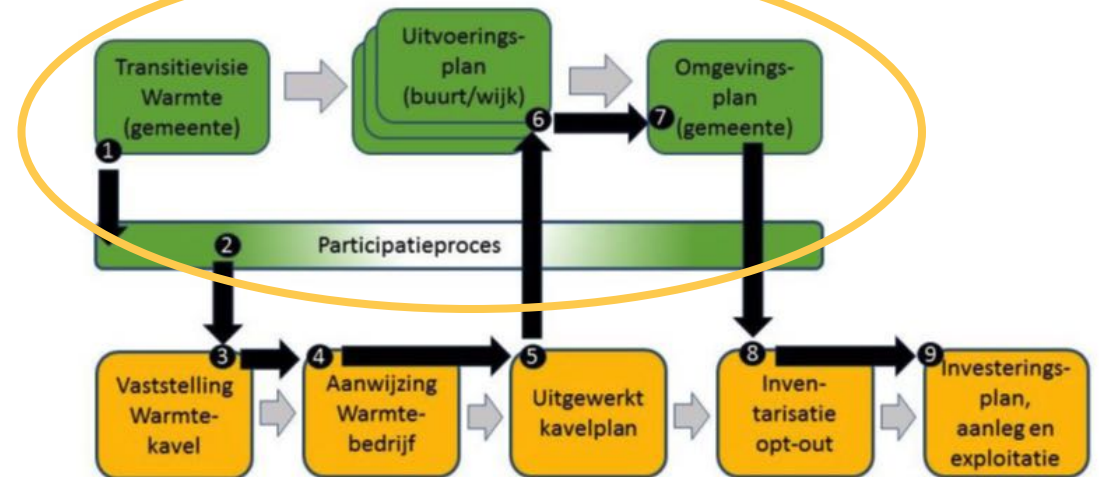 Transitievisie
Warmte
(gemeente)
1
Uitvoerings-
plan
(buurt/wijk)
6
Omgevings-
plan
7
(gemeente)
2
Participatieproces
3
Vaststelling
Warmte-
kavel
4
Aanwijzing
Warmte-
bedrijf
5
Uitgewerkt
kavelplan
8
Inven-
tarisatie
opt-out
9
Investerings-
plan,
aanleg en
exploitatie